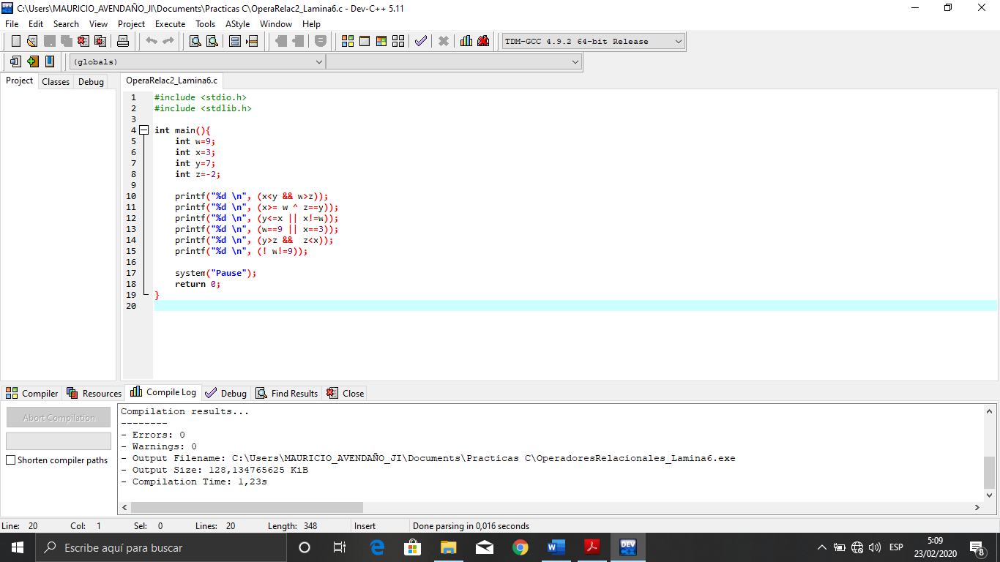 C:\Users\MAURICIO_AVENDAÑO_JI\Documents\Practicas C\OperaRelac2_Lamina6.c - Dev-C++ 5.11
File Edit Search View Project Execute Tools AStyle Window Help
TDM-GCC 4.9.2 64-bit Release
(globals)
Project Classes Debug
OperaRelac2_Lamina6.c
1 #include <stdio.h>
2 #include <stdlib.h>
3
4 int main(){
5 int w=9;
6 int x=3;
7 int y=7;
8 int z=-2;
9
10 printf("%d \n", (x<y && w>z));
11 printf("%d \n", (x>= w ^ z==y));
12 printf("%d \n", (y<=x || x!=w));
13 printf("%d \n", (w==9 || x==3));
14 printf("%d \n", (y>z &&  z<x));
15 printf("%d \n", (! w!=9));
16
17 system("Pause");
18 return 0;
19 }
20
Compiler Resources Compile Log Debug Find Results Close
Abort Compilation
Shorten compiler paths
Compilation results...
--------
- Errors: 0
- Warnings: 0
- Output Filename: C:\Users\MAURICIO_AVENDAÑO_JI\Documents\Practicas C\OperadoresRelacionales_Lamina6.exe
- Output Size: 128,134765625 KiB
- Compilation Time: 1,23s
Line: 20 Col: 1 Sel: 0 Lines: 20 Length: 348 Insert Done parsing in 0,016 seconds
Escribe aquí para buscar
DEV
ESP
5:09
23/02/2020
8